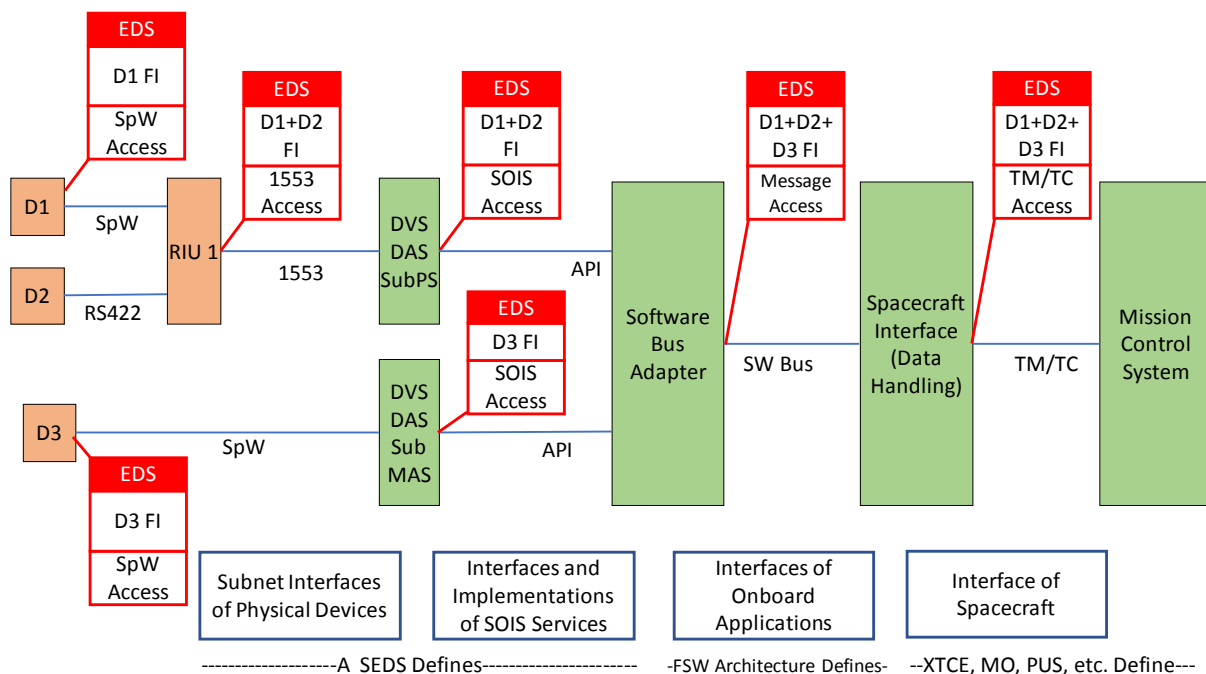 EDS
D1 FI
SpW
Access
EDS
D1+D2
FI
1553
Access
EDS
D1+D2
FI
SOIS
Access
EDS
D1+D2+
D3 FI
Message
Access
EDS
D1+D2+
D3 FI
TM/TC
Access
D1
SpW
D2
RS422
RIU 1
1553
DVS
DAS
SubPS
API
EDS
D3 FI
SOIS
Access
Software
Bus
Adapter
SW Bus
Spacecraft
Interface
(Data
Handling)
TM/TC
Mission
Control
System
D3
SpW
DVS
DAS
Sub
MAS
API
EDS
D3 FI
SpW
Access
Subnet Interfaces
of Physical Devices
Interfaces and
Implementations
of SOIS Services
Interfaces of
Onboard
Applications
Interface of
Spacecraft
--------------------A SEDS Defines----------------------
-FSW Architecture Defines-
--XTCE, MO, PUS, etc. Define---